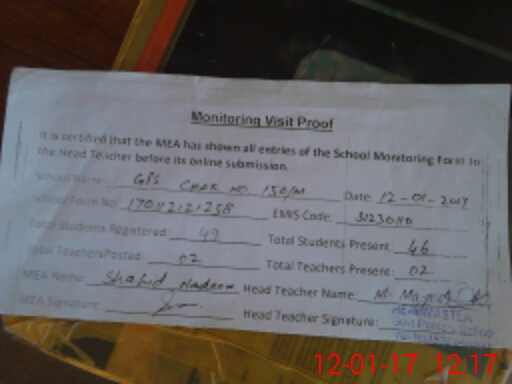 Monitoring Visit Proof
It is certified that the MEA has shown all entries of the School Monitoring Form to
the Head Teacher before its online submission.
School Name: GPS CHAK NO. 150/M Date: 12-01-2017
School Form No: EMIS Code:
Total Students Registered: 49 Total Students Present: 46
Total Teachers Posted: 02 Total Teachers Present: 02
MEA Name: Shahid Nadeem Head Teacher Name: M.
MEA Signature: Head Teacher Signature:
HEADMASTER
12-01-17 12:17